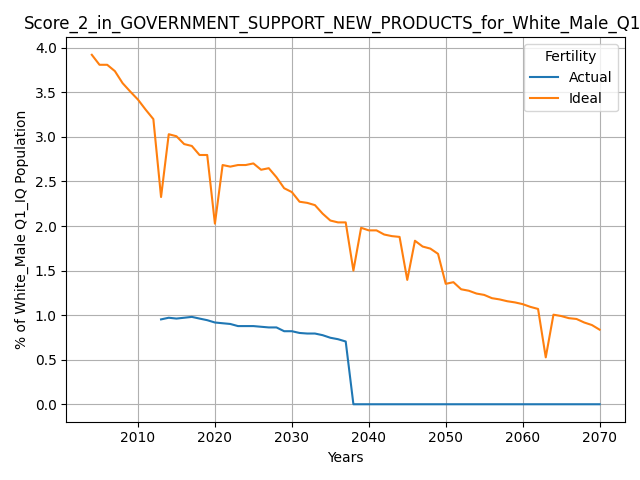 Score_2_in_GOVERNMENT_SUPPORT_NEW_PRODUCTS_for_White_Male_Q1
4.0
3.5
3.0
2.5
2.0
1.5
1.0
0.5
0.0
% of White_Male Q1_IQ Population
Fertility
Actual
Ideal
2010 2020 2030 2040 2050 2060 2070
Years